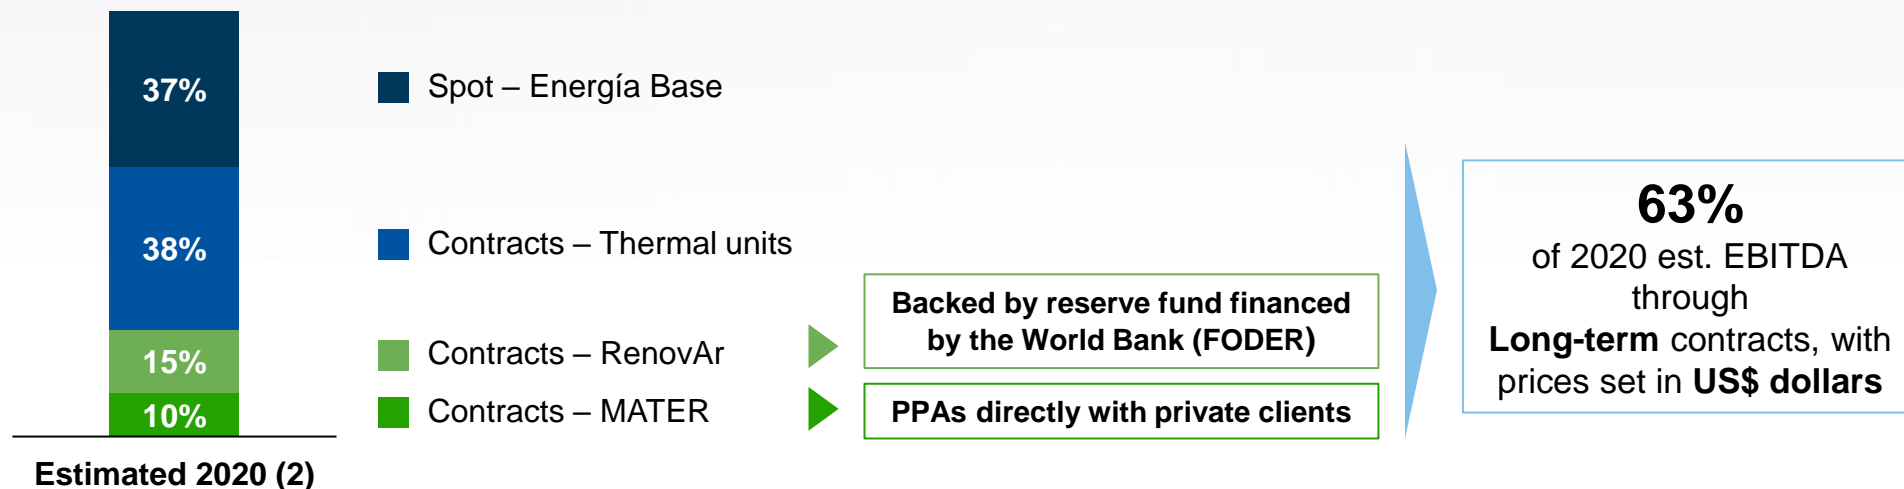 37%
Spot – Energía Base
38%
Contracts – Thermal units
15%
Contracts – RenovAr
10%
Contracts – MATER
Estimated 2020 (2)
Backed by reserve fund financed
by the World Bank (FODER)
PPAs directly with private clients
63%
of 2020 est. EBITDA
through
Long-term contracts, with
prices set in US$ dollars